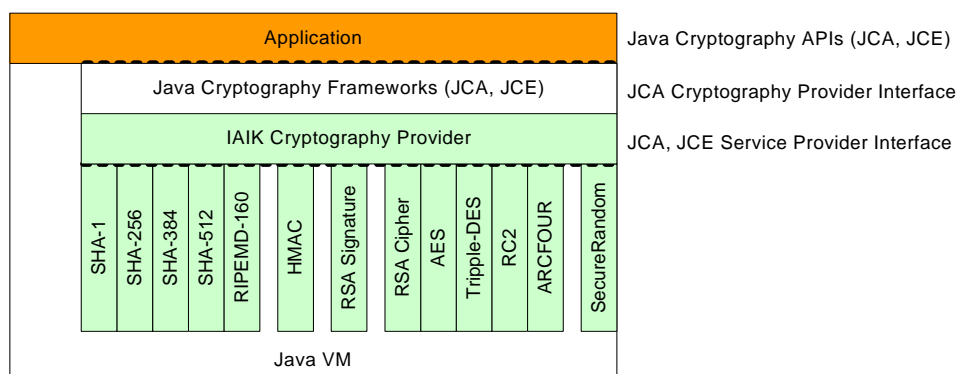 Application
Java Cryptography APIs (JCA, JCE)
Java Cryptography Frameworks (JCA, JCE)
JCA Cryptography Provider Interface
IAIK Cryptography Provider
JCA, JCE Service Provider Interface
SHA-1
SHA-256
SHA-384
SHA-512
RIPEMD-160
HMAC
RSA Signature
RSA Cipher
AES
Tripple-DES
RC2
ARCFOUR
SecureRandom
Java VM